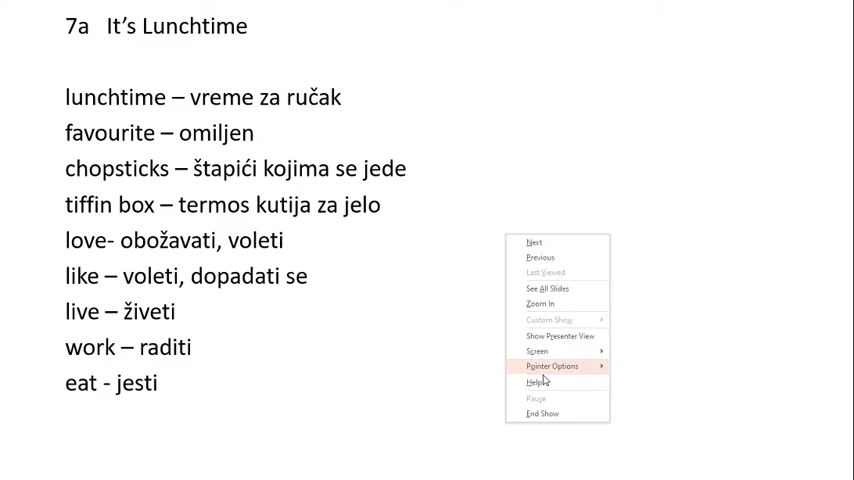 7a It's Lunchtime
lunchtime – vreme za ručak
favourite – omiljen
chopsticks – štapići kojima se jede
tiffin box – termos kutija za jelo
love- obožavati, voleti
like – voleti, dopadati se
live – živeti
work – raditi
eat - jesti
Next
Previous
Last Viewed
See All Slides
Zoom In
Custom Show
Show Presenter View
Screen
Pointer Options
Help
Pause
End Show